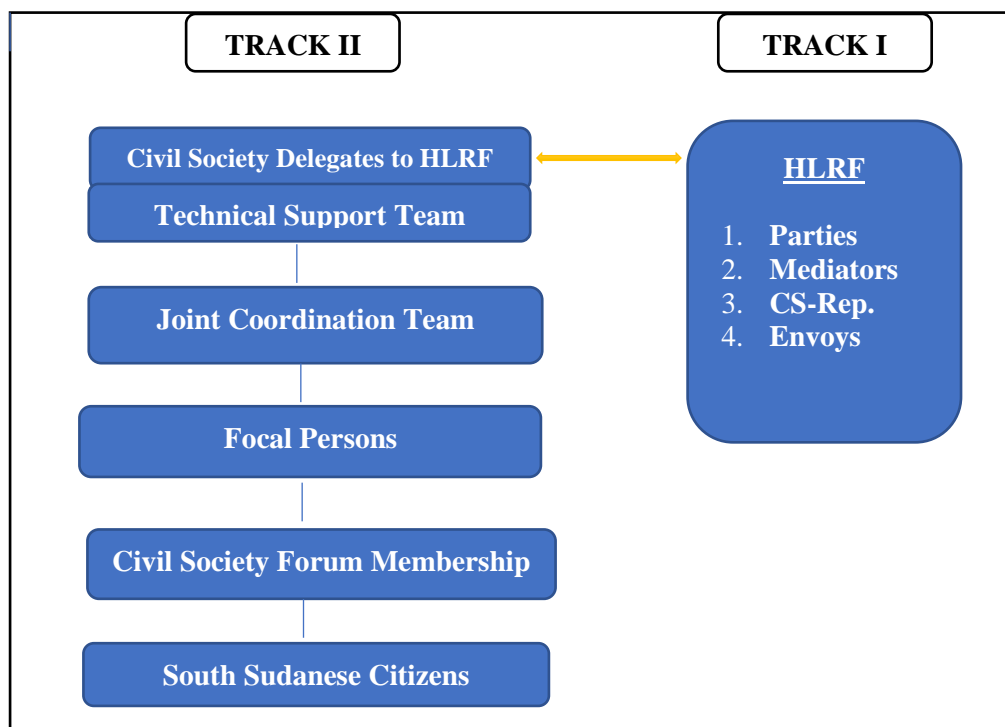 TRACK II
TRACK I
Civil Society Delegates to HLRF
Technical Support Team
Joint Coordination Team
Focal Persons
Civil Society Forum Membership
South Sudanese Citizens
HLRF
1. Parties
2. Mediators
3. CS-Rep.
4. Envoys